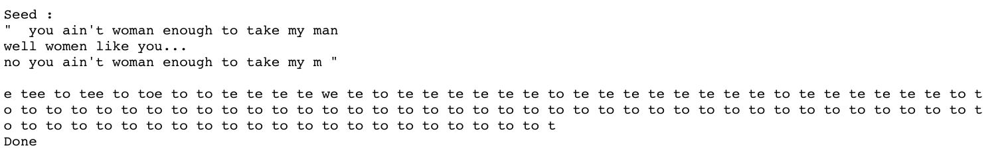 Seed :
"  you ain't woman enough to take my man
well women like you...
no you ain't woman enough to take my m "
e tee to tee to toe to to te te te te we te to te te te te te te to te te te te te te te te to te te te te te te to t
o to to to to to to to to to to to to to to to to to to to to to to to to to to to to to to to to to to to to to to t
o to to to to to to to to to to to to to to to to to to to to to t
Done